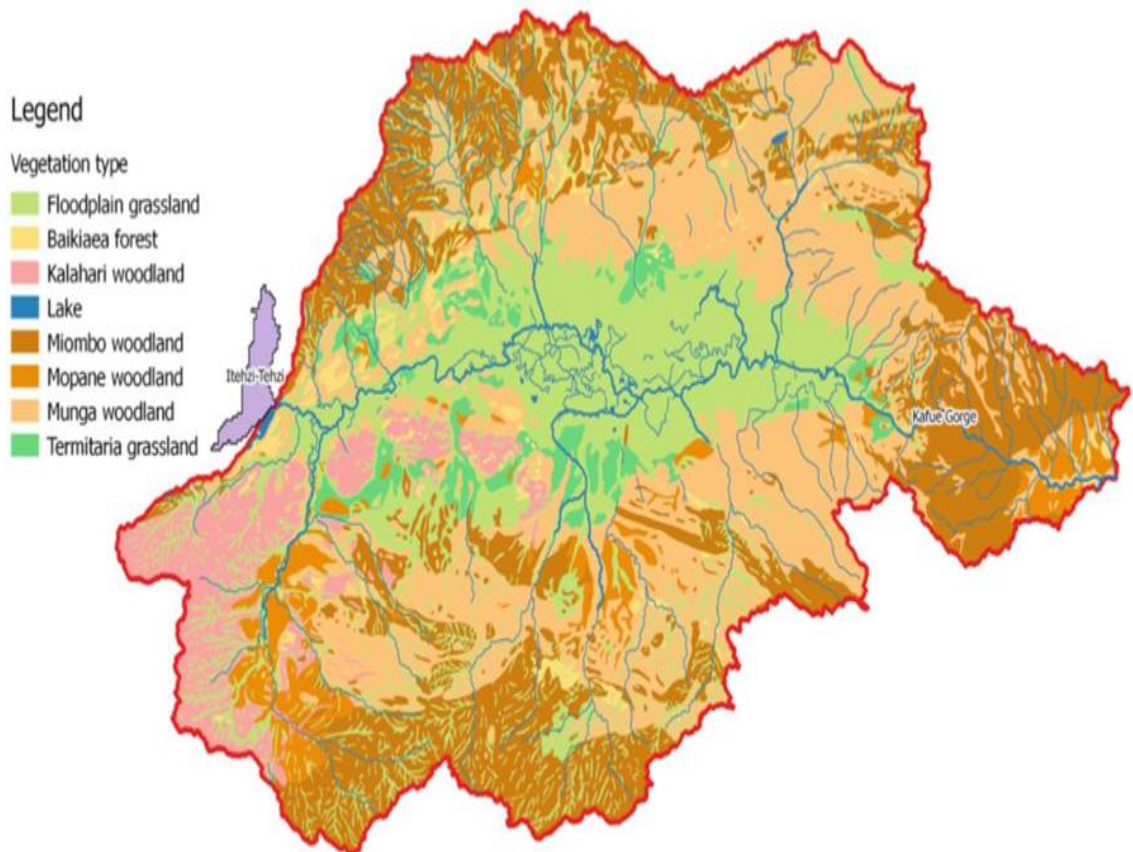 Legend
Vegetation type
Floodplain grassland
Baikiaea forest
Kalahari woodland
Lake
Miombo woodland
Mopane woodland
Munga woodland
Termitaria grassland
Itehzi-Tehzi
Kafue Gorge